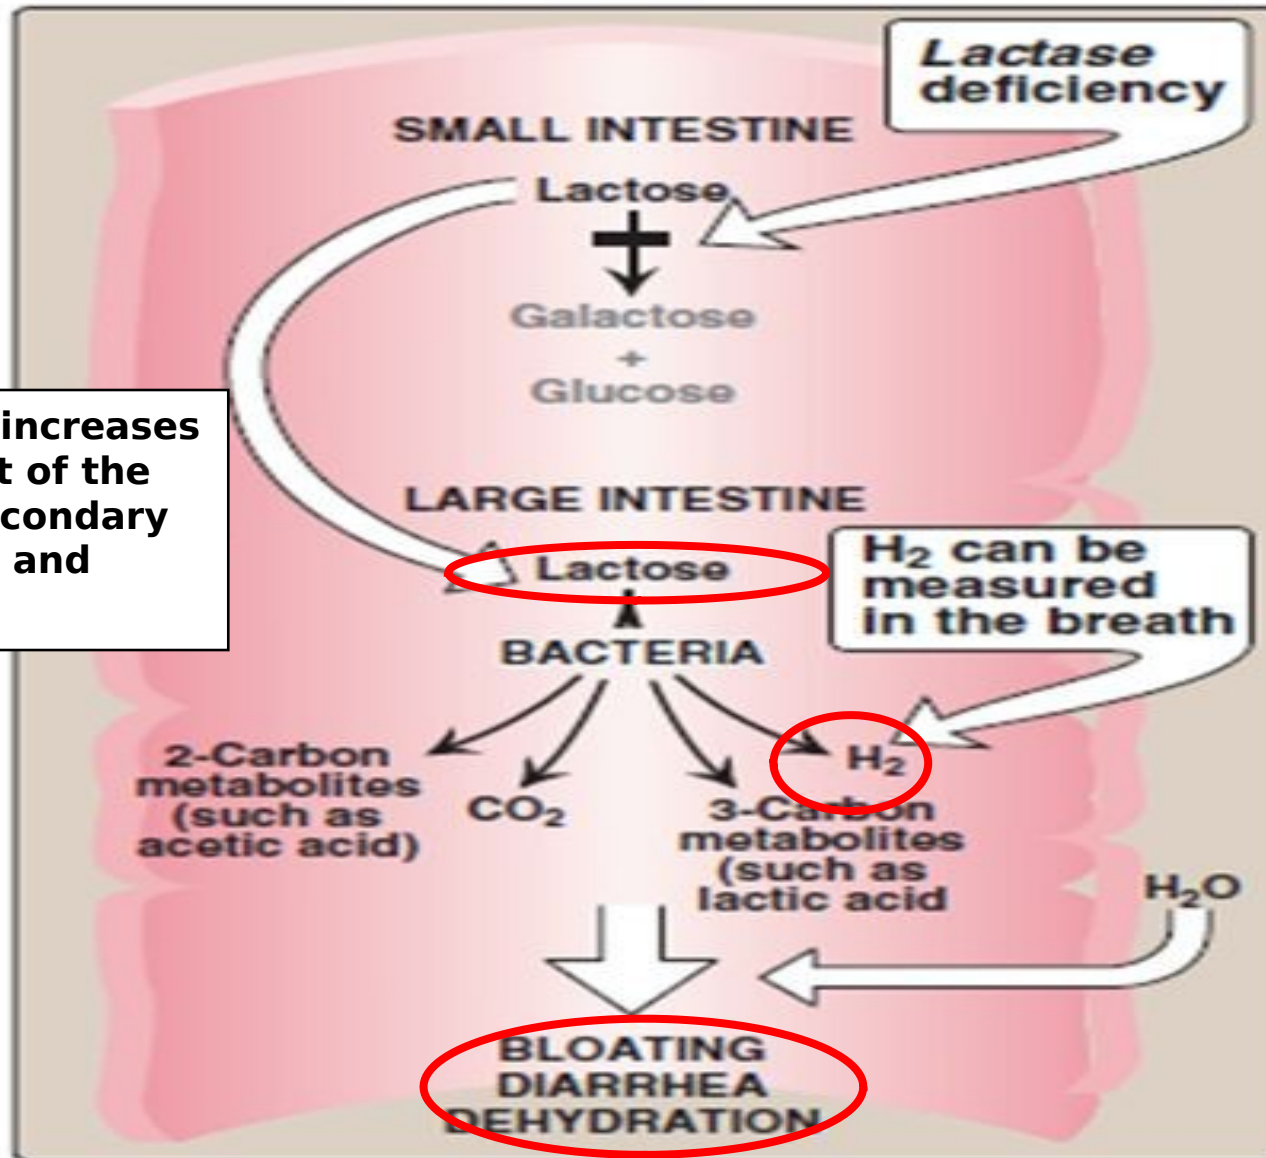 Lactase
deficiency
SMALL INTESTINE
Lactose
Galactose
+
Glucose
increases
t of the
condary
and
LARGE INTESTINE
Lactose
H₂ can be
measured
in the breath
BACTERIA
2-Carbon
metabolites
(such as
acetic acid)
CO₂
3-Carbon
metabolites
(such as
lactic acid
H₂
H₂O
BLOATING
DIARRHEA
DEHYDRATION